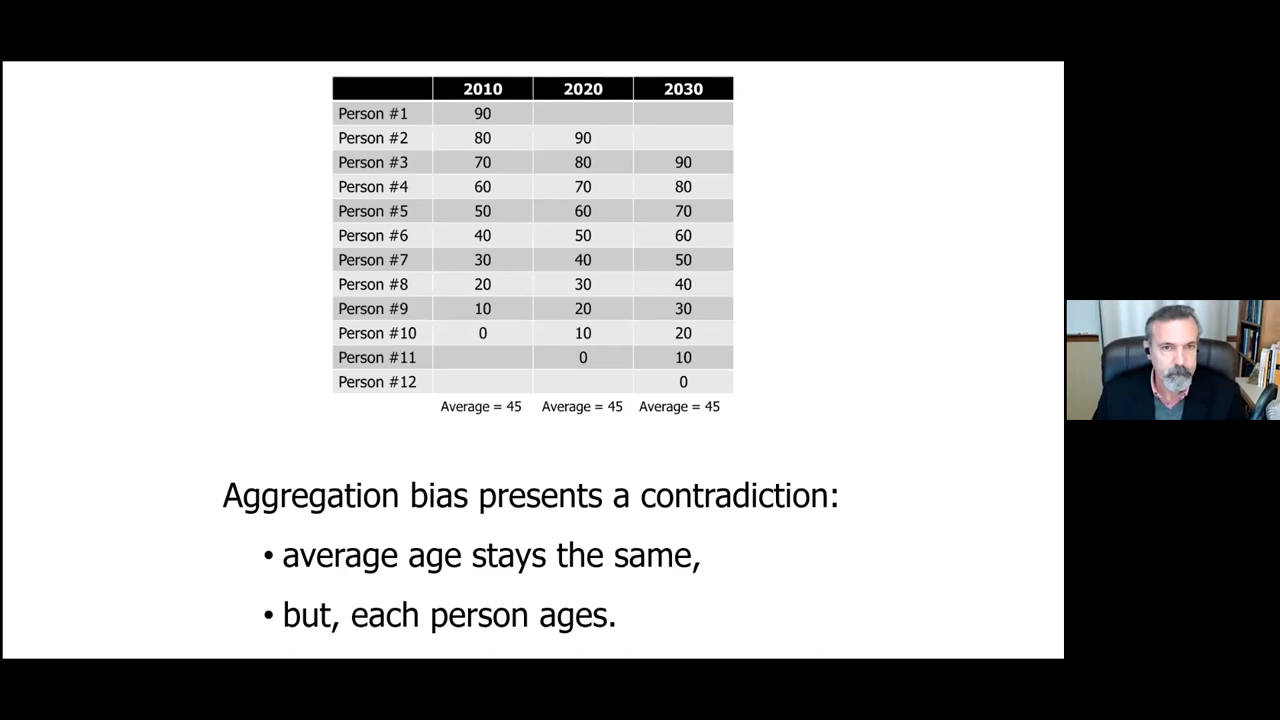 2010 2020 2030
Person #1 90
Person #2 80 90
Person #3 70 80 90
Person #4 60 70 80
Person #5 50 60 70
Person #6 40 50 60
Person #7 30 40 50
Person #8 20 30 40
Person #9 10 20 30
Person #10 0 10 20
Person #11 0 10
Person #12 0
Average = 45 Average = 45 Average = 45
Aggregation bias presents a contradiction:
• average age stays the same,
• but, each person ages.